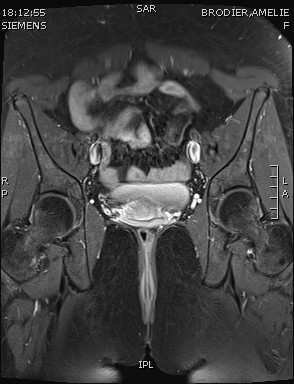 18:12:55
SIEMENS
SAR
BRODIER,AMELIE
F
R
P
L
A
IPL